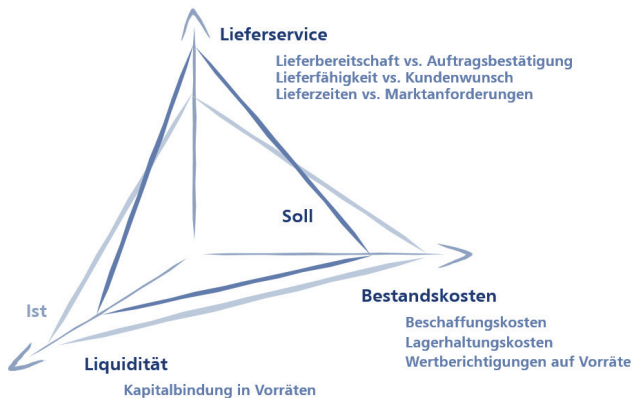 Lieferservice
Lieferbereitschaft vs. Auftragsbestätigung
Lieferfähigkeit vs. Kundenwunsch
Lieferzeiten vs. Marktanforderungen
Soll
Bestandskosten
Beschaffungskosten
Lagerhaltungskosten
Wertberichtigungen auf Vorräte
Ist
Liquidität
Kapitalbindung in Vorräten